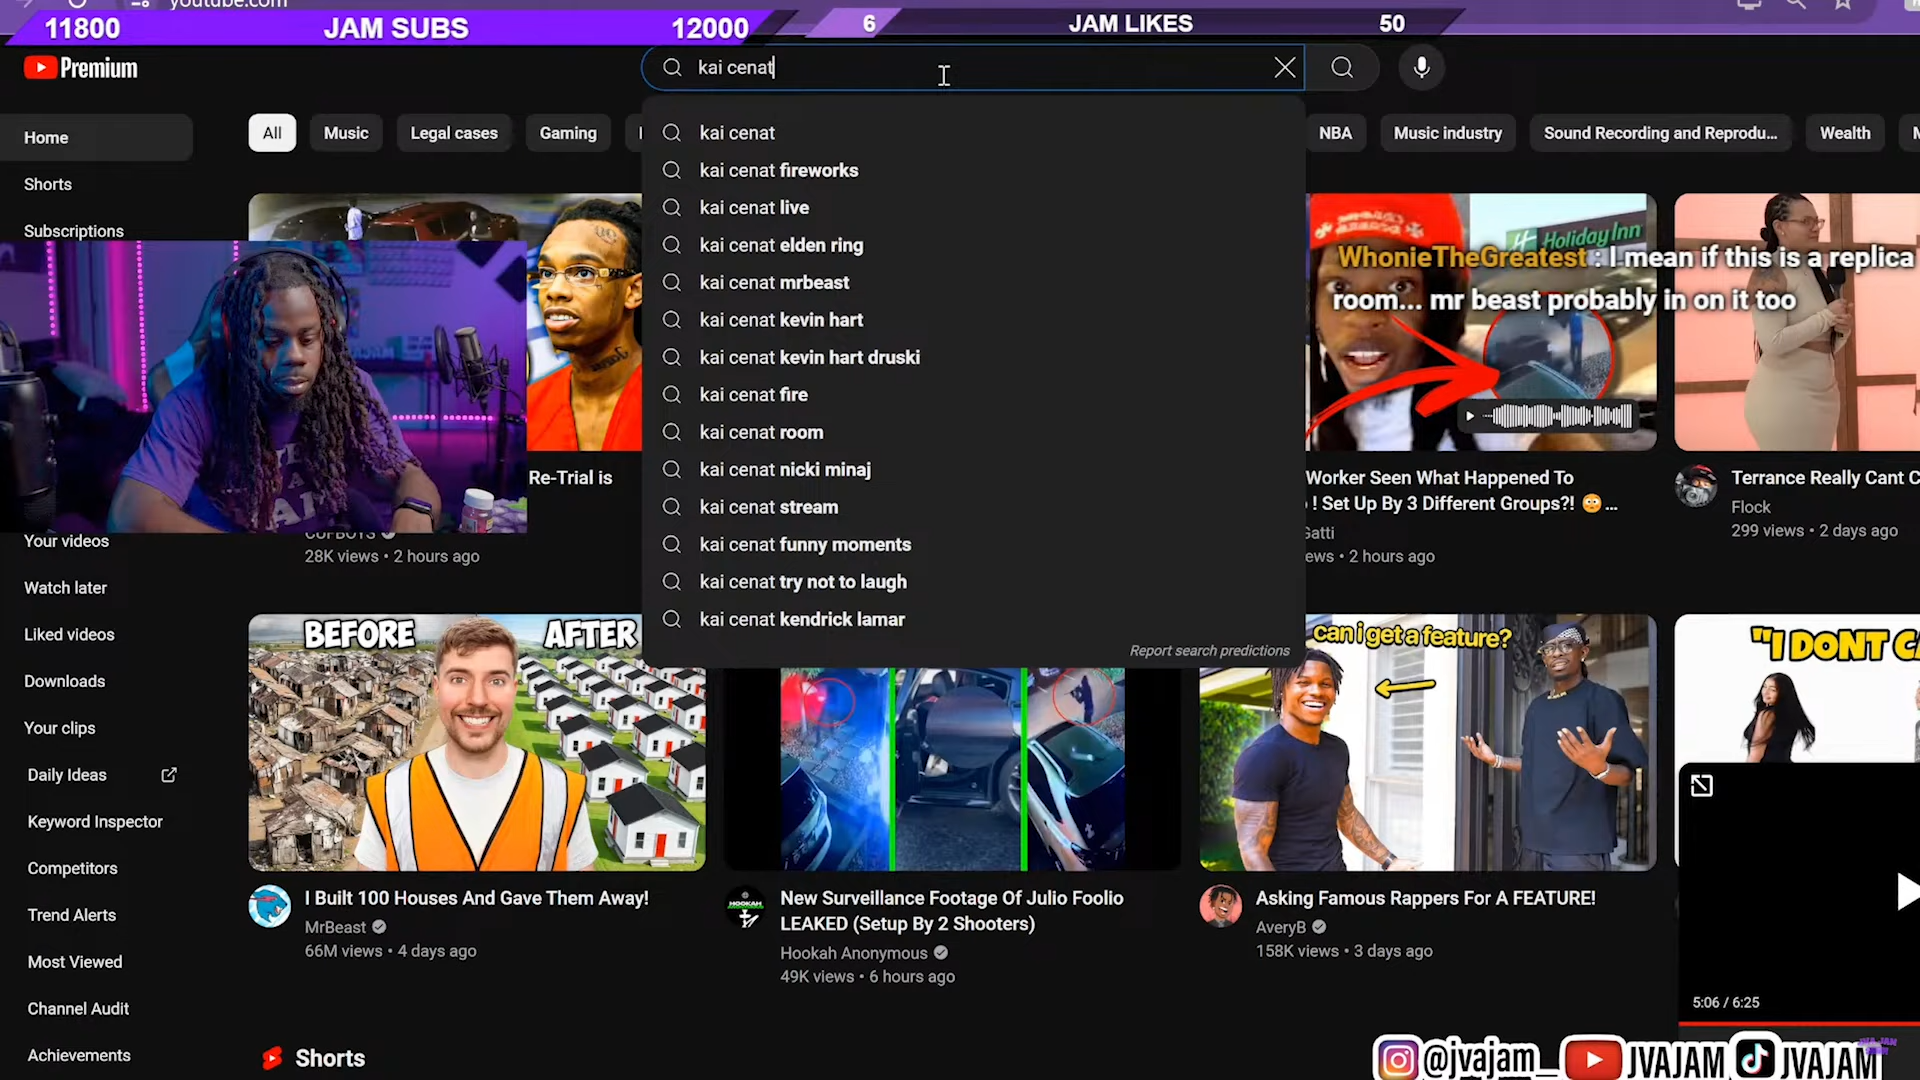 youtube.com
11800 JAM SUBS 12000
6 JAM LIKES 50
Premium
kai cenat
Home
Shorts
Subscriptions
All
Music
Legal cases
Gaming
NBA
Music industry
Sound Recording and Reprodu...
Wealth
kai cenat
kai cenat fireworks
kai cenat live
kai cenat elden ring
kai cenat mrbeast
kai cenat kevin hart
kai cenat kevin hart druski
kai cenat fire
kai cenat room
kai cenat nicki minaj
kai cenat stream
kai cenat funny moments
kai cenat try not to laugh
kai cenat kendrick lamar
Report search predictions
Holiday Inn
WhonieTheGreatest : I mean if this is a replica
room... mr beast probably in on it too
Re-Trial is
28K views • 2 hours ago
Worker Seen What Happened To
! Set Up By 3 Different Groups?! 😳 ...
Gatti
ews • 2 hours ago
Terrance Really Cant C
Flock
299 views • 2 days ago
Your videos
Watch later
Liked videos
Downloads
Your clips
Daily Ideas
Keyword Inspector
Competitors
Trend Alerts
Most Viewed
Channel Audit
Achievements
BEFORE AFTER
can i get a feature?
"I DONT CA
I Built 100 Houses And Gave Them Away!
MrBeast
66M views • 4 days ago
HOOKAH
New Surveillance Footage Of Julio Foolio
LEAKED (Setup By 2 Shooters)
Hookah Anonymous
49K views • 6 hours ago
Asking Famous Rappers For A FEATURE!
AveryB
158K views • 3 days ago
5:06 / 6:25
Shorts
@jvajam_ JVAJAM JVAJAM